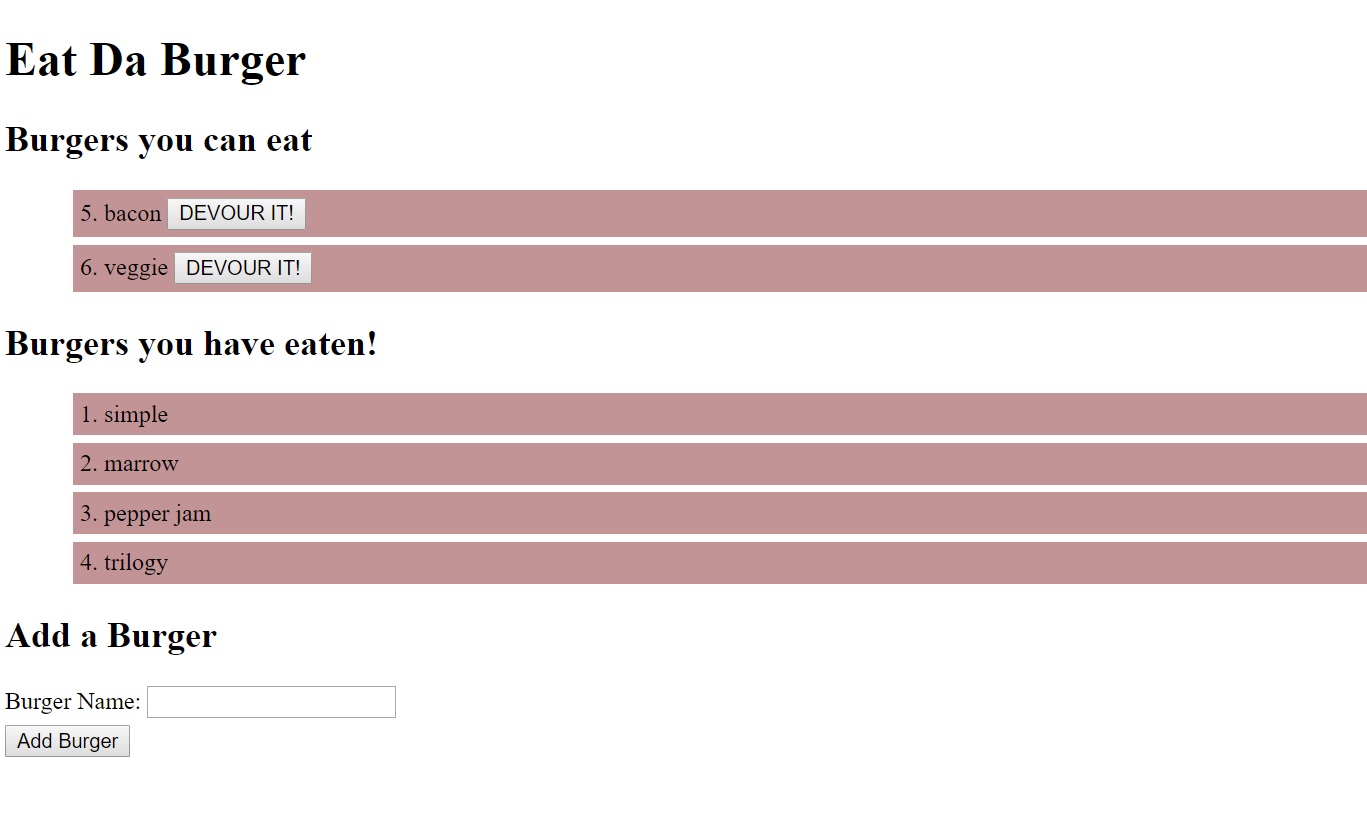 Eat Da Burger
Burgers you can eat
5. bacon DEVOUR IT!
6. veggie DEVOUR IT!
Burgers you have eaten!
1. simple
2. marrow
3. pepper jam
4. trilogy
Add a Burger
Burger Name:
Add Burger